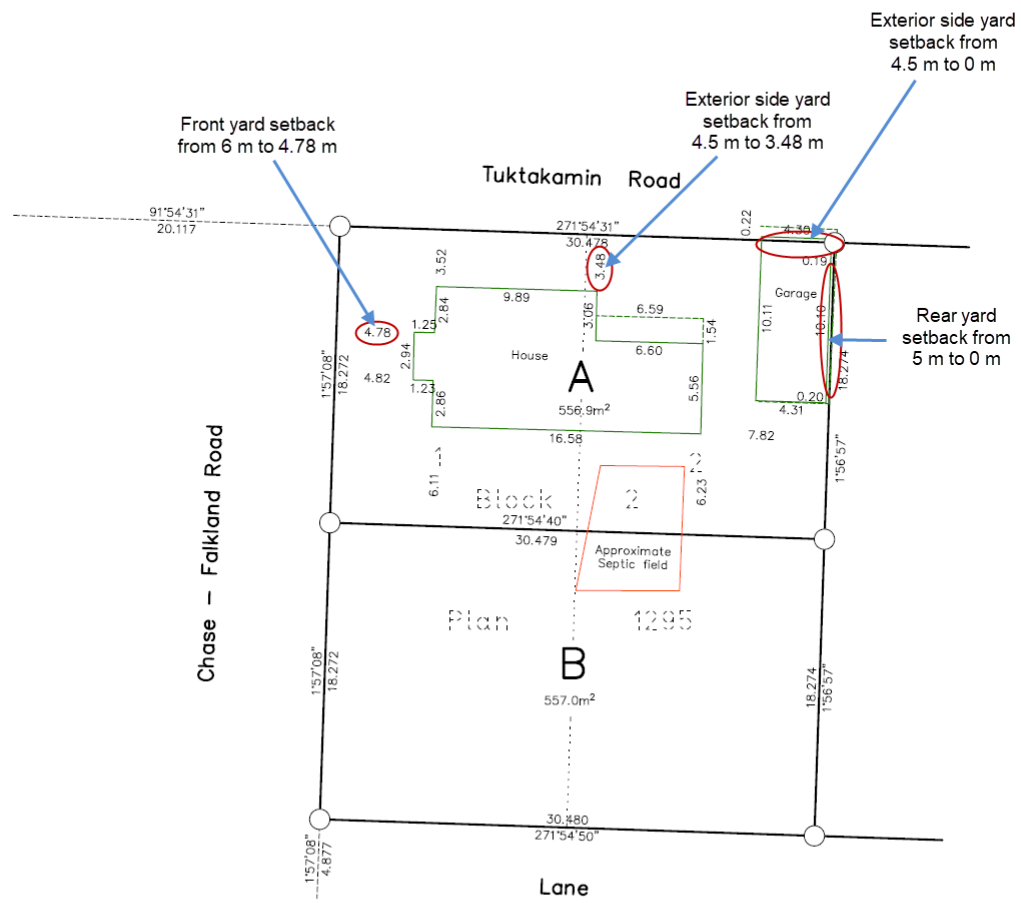 Exterior side yard
setback from
4.5 m to 0 m
Exterior side yard
setback from
4.5 m to 3.48 m
Front yard setback
from 6 m to 4.78 m
Tuktakamin Road
91°54'31"
20.117
271°54'31"
30.478
0.22
4.30
0.19
3.52
3.48
9.89
Garage
2.84
3.06
6.59
10.11
10.10
Rear yard
setback from
5 m to 0 m
1.25
4.78
1.54
House
6.60
2.94
A
4.82
1.23
5.56
1°57'08"
18.272
18.274
2.86
556.9m²
0.20
4.31
16.58
7.82
1
2
6.11
6.23
1°56'57"
Block 2
271°54'40"
30.479
Approximate
Septic field
Chase – Falkland Road
Plan 1295
B
1°57'08"
18.272
18.274
1°56'57"
557.0m²
30.480
271°54'50"
1°57'08"
4.877
Lane